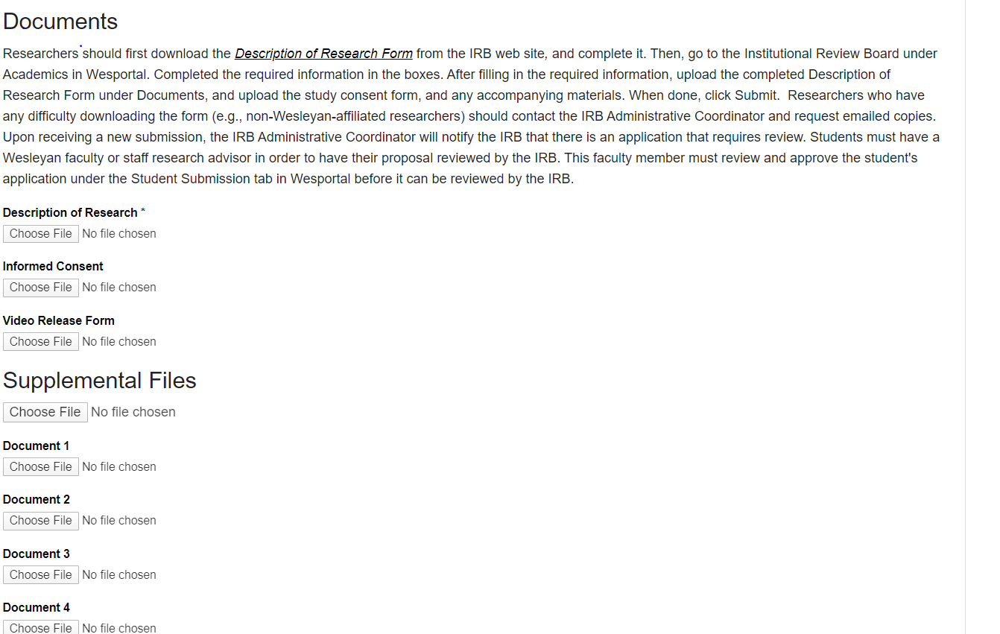 Documents
Researchers should first download the Description of Research Form from the IRB web site, and complete it. Then, go to the Institutional Review Board under
Academics in Wesportal. Completed the required information in the boxes. After filling in the required information, upload the completed Description of
Research Form under Documents, and upload the study consent form, and any accompanying materials. When done, click Submit.  Researchers who have
any difficulty downloading the form (e.g., non-Wesleyan-affiliated researchers) should contact the IRB Administrative Coordinator and request emailed copies.
Upon receiving a new submission, the IRB Administrative Coordinator will notify the IRB that there is an application that requires review. Students must have a
Wesleyan faculty or staff research advisor in order to have their proposal reviewed by the IRB. This faculty member must review and approve the student's
application under the Student Submission tab in Wesportal before it can be reviewed by the IRB.
Description of Research *
Choose File No file chosen
Informed Consent
Choose File No file chosen
Video Release Form
Choose File No file chosen
Supplemental Files
Choose File No file chosen
Document 1
Choose File No file chosen
Document 2
Choose File No file chosen
Document 3
Choose File No file chosen
Document 4
Choose File No file chosen